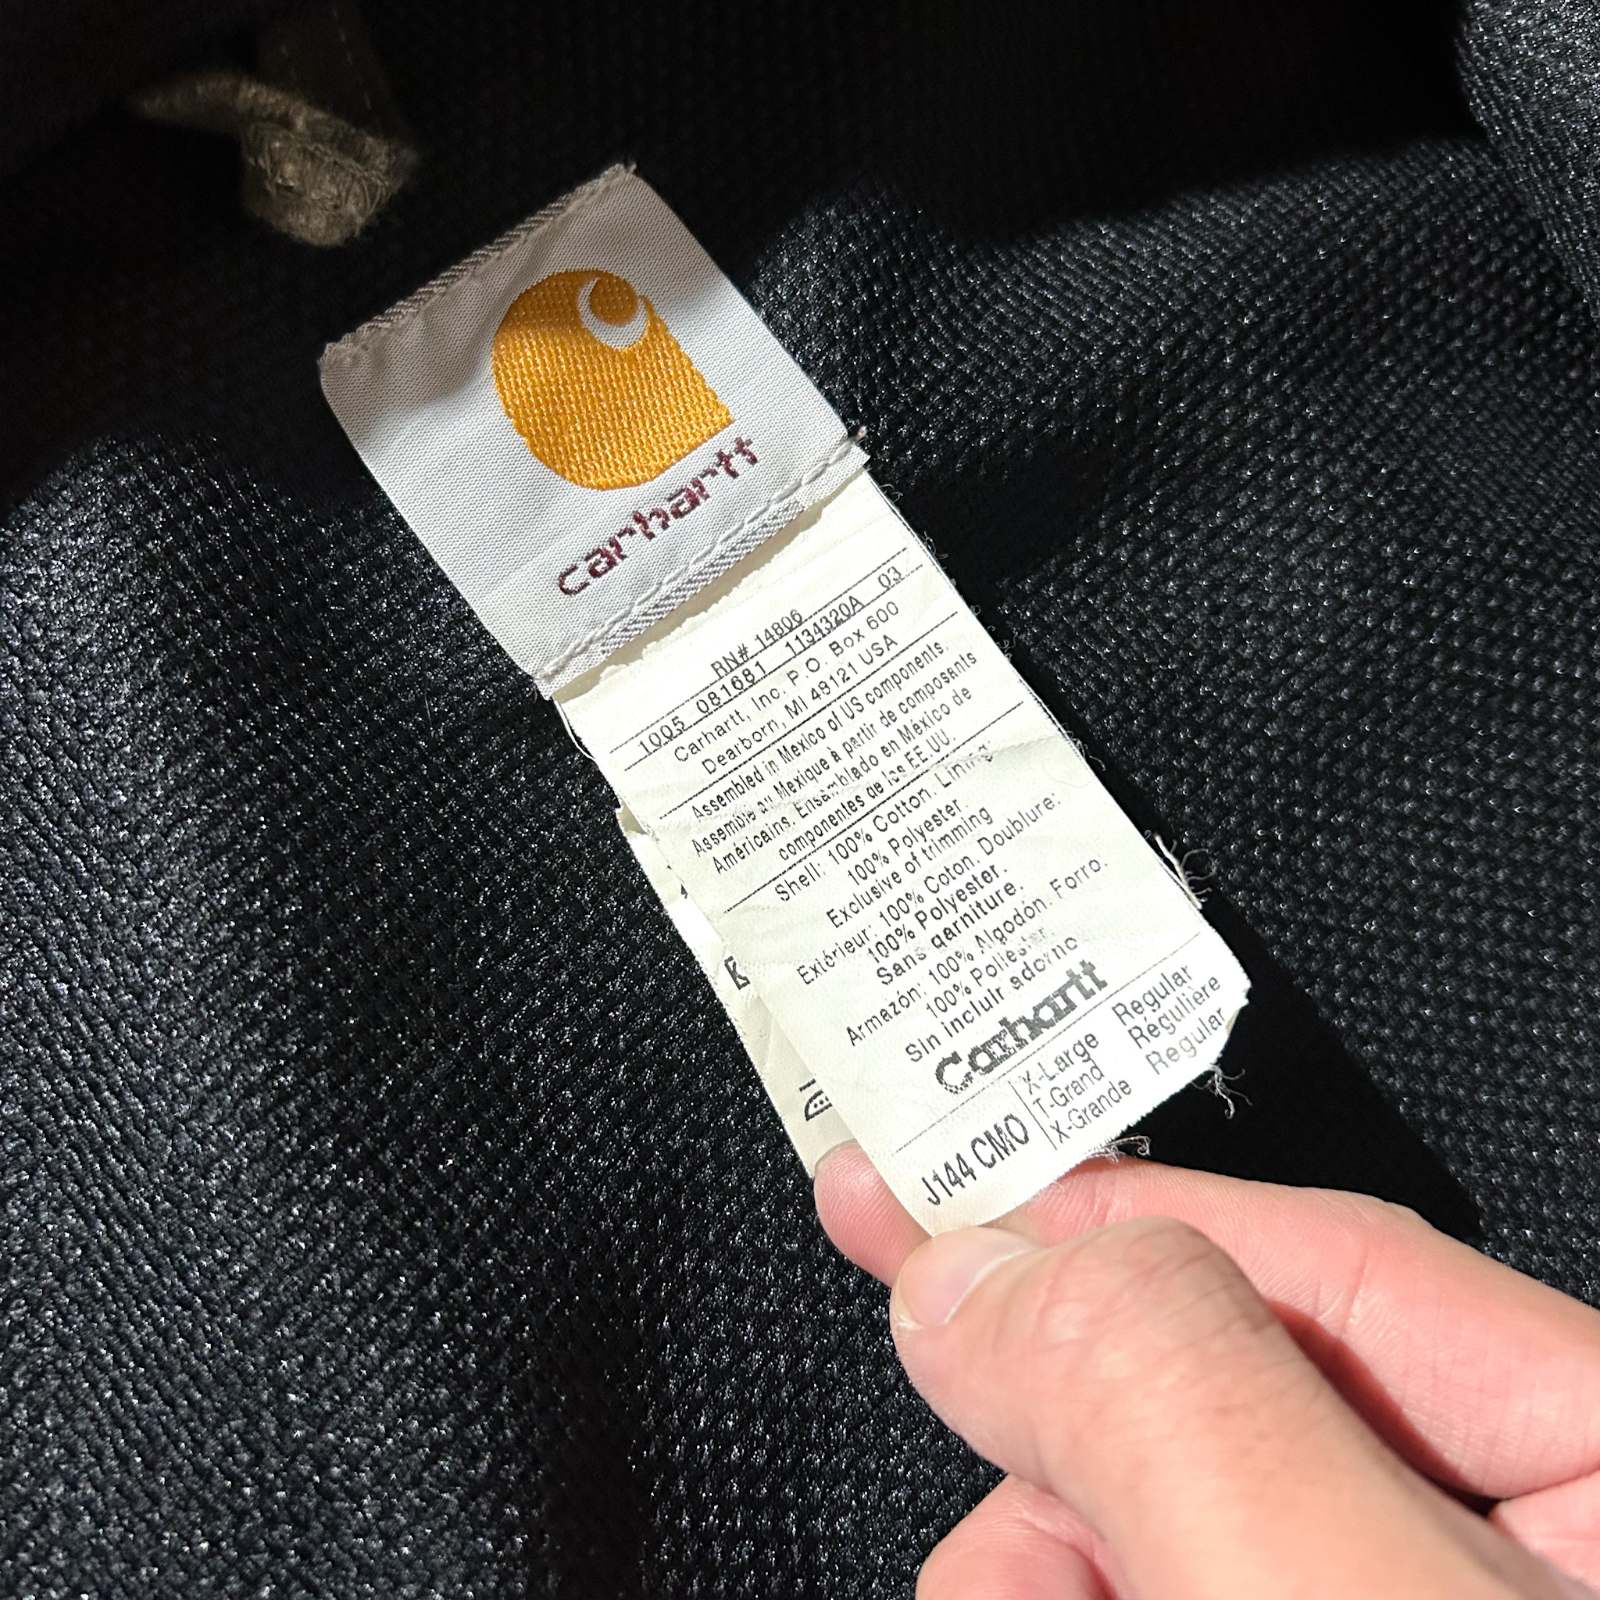 carhartt
RN# 14806
1005 081681 1134320A 03
Carhartt, Inc. P.O. Box 600
Dearborn, MI 48121 USA
Assembled in Mexico of US components.
Assemblé au Mexique à partir de composants
Américains. Ensamblado en México de
componentes de los EE.UU.
Shell: 100% Cotton. Lining:
100% Polyester.
Exclusive of trimming
Extérieur: 100% Coton. Doublure:
100% Polyester.
Sans garniture.
Armazón: 100% Algodón. Forro.
100% Poliester.
Sin incluir adorno
Carhartt
J144 CMO
X-Large Regular
T-Grand Régulière
X-Grande Regular